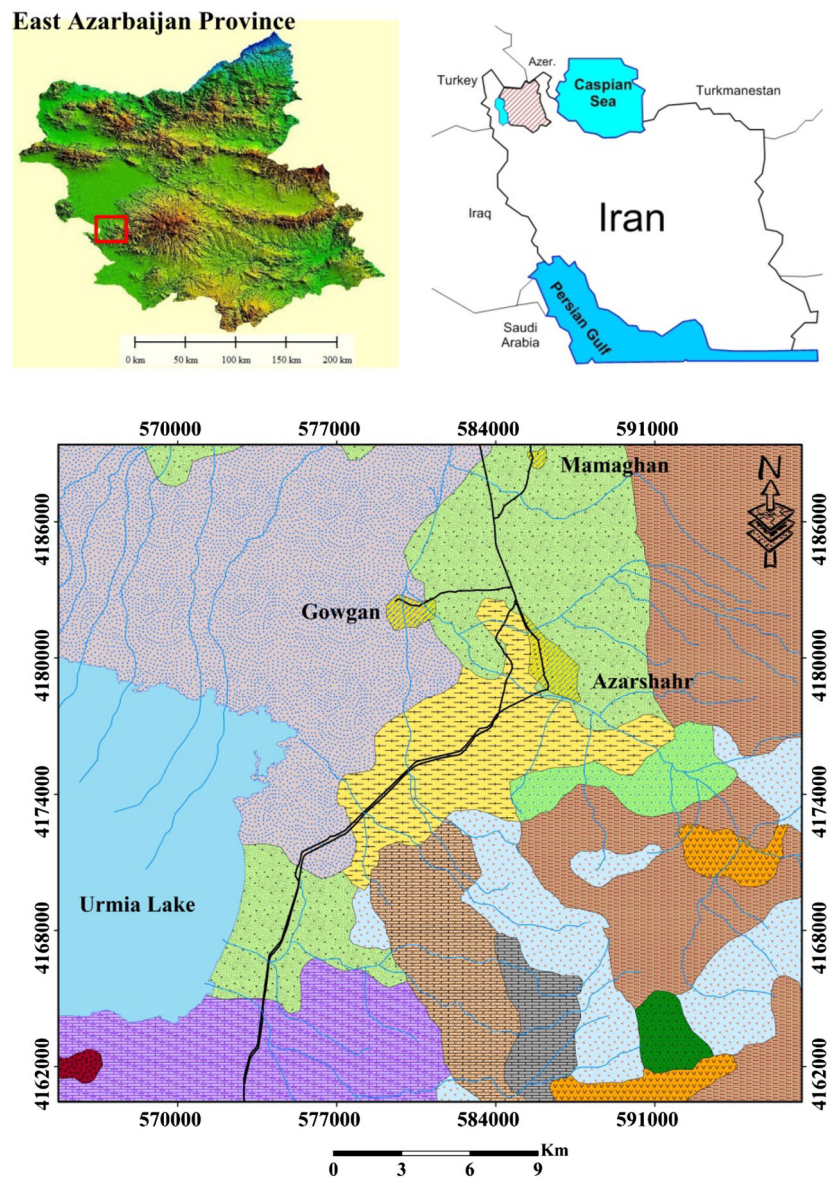 East Azarbaijan Province
0 km 50 km 100 km 150 km 200 km
Azer.
Turkey
Caspian
Sea
Turkmanestan
Iraq
Iran
Persian Gulf
Saudi
Arabia
570000 577000 584000 591000
4186000
4180000
4174000
4168000
4162000
Mamaghan
N
Gowgan
Azarshahr
Urmia Lake
4186000
4180000
4174000
4168000
4162000
570000 577000 584000 591000
Km
0 3 6 9